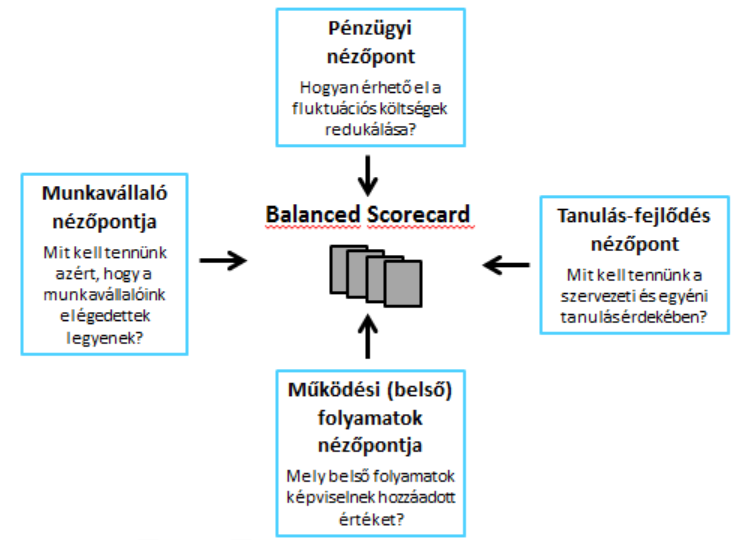 Pénzügyi
nézőpont
Hogyan érhető el a
fluktuációs költségek
redukálása?
Munkavállaló
nézőpontja
Mit kell tennünk
azért, hogy a
munkavállalóink
elégedettek
legyenek?
Balanced Scorecard
Tanulás-fejlődés
nézőpont
Mit kell tennünk a
szervezeti és egyéni
tanulásérdekében?
Működési (belső)
folyamatok
nézőpontja
Mely belső folyamatok
képviselnek hozzáadott
értéket?